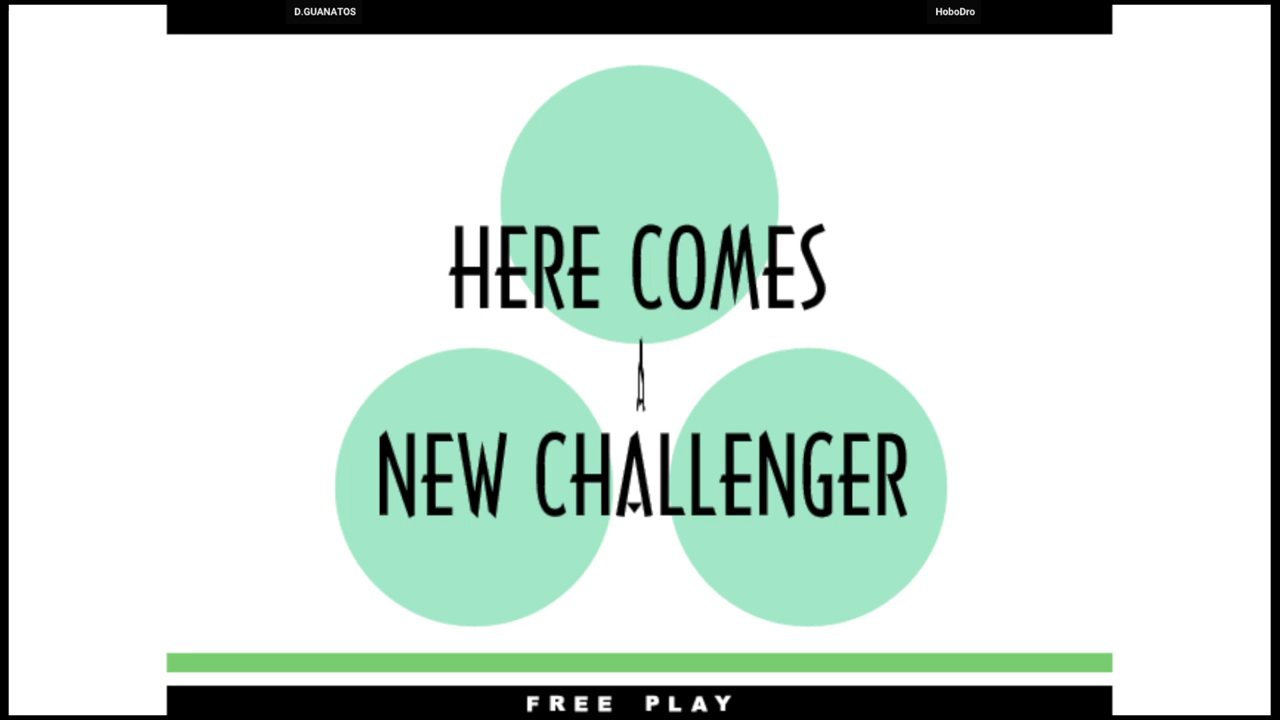 D.GUANATOS HoboDro
HERE COMES
A
NEW CHALLENGER
FREE PLAY